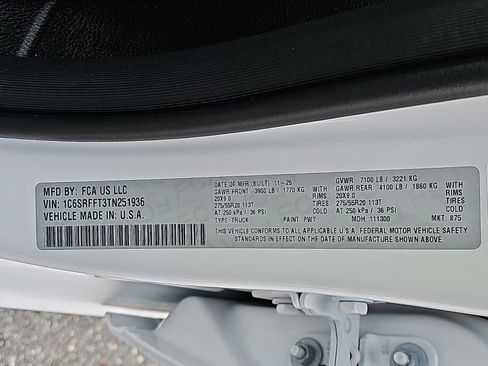 MFD BY: FCA US LLC
VIN: 1C6SRFFT3TN251936
VEHICLE MADE IN U.S.A.
DATE OF MFR (BUILT) 11-25
GVWR: 7100 LB / 3221 KG
GAWR FRONT: 3900 LB / 1770 KG
GAWR REAR: 4100 LB / 1860 KG
20X9.0
20X9.0
275/55R20 113T TIRES
275/55R20 113T TIRES
AT 250 kPa / 36 PSI COLD
AT 250 kPa / 36 PSI COLD
TYPE: TRUCK PAINT: PW7 MDH: 111300 MKT: 875
THIS VEHICLE CONFORMS TO ALL APPLICABLE U.S.A. FEDERAL MOTOR VEHICLE SAFETY
STANDARDS IN EFFECT ON THE DATE OF MANUFACTURE SHOWN ABOVE